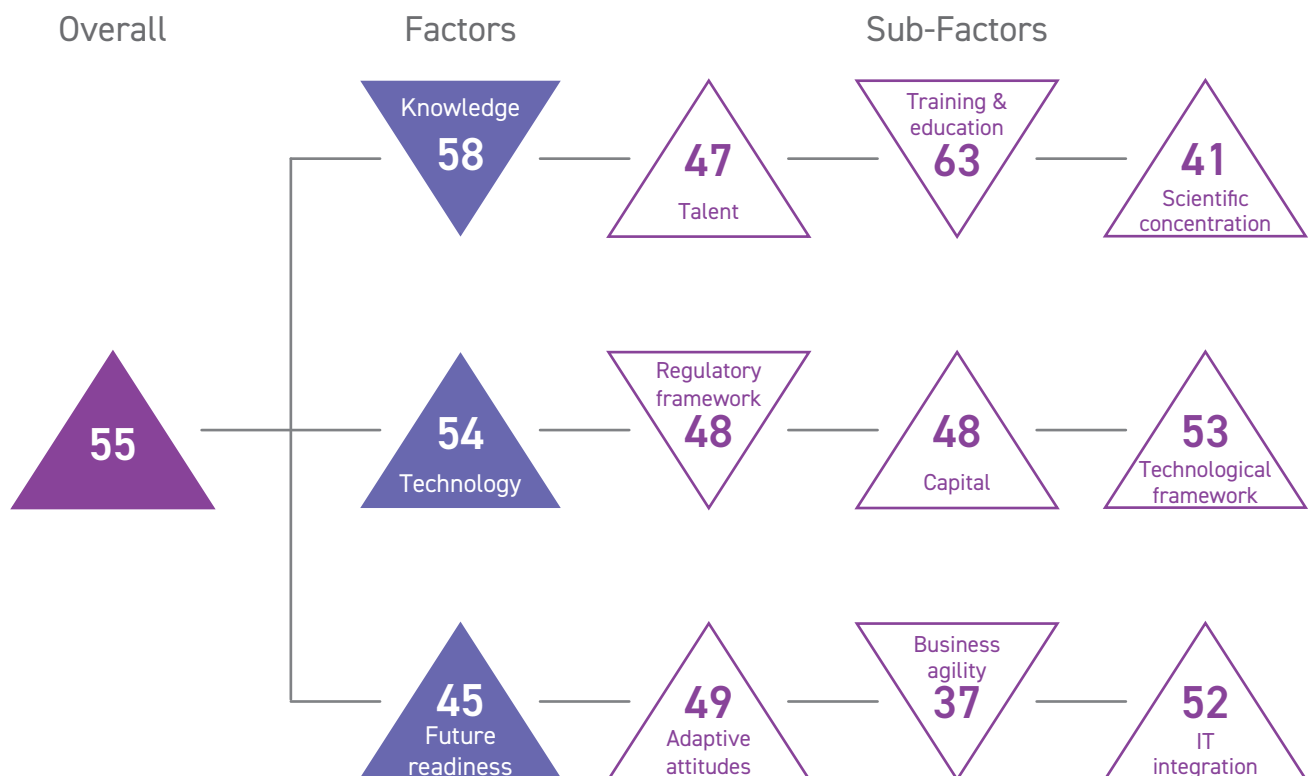 Overall
Factors
Sub-Factors
Knowledge
58
47
Talent
Training &
education
63
41
Scientific
concentration
55
54
Technology
Regulatory
framework
48
48
Capital
53
Technological
framework
45
Future
readiness
49
Adaptive
attitudes
Business
agility
37
52
IT
integration